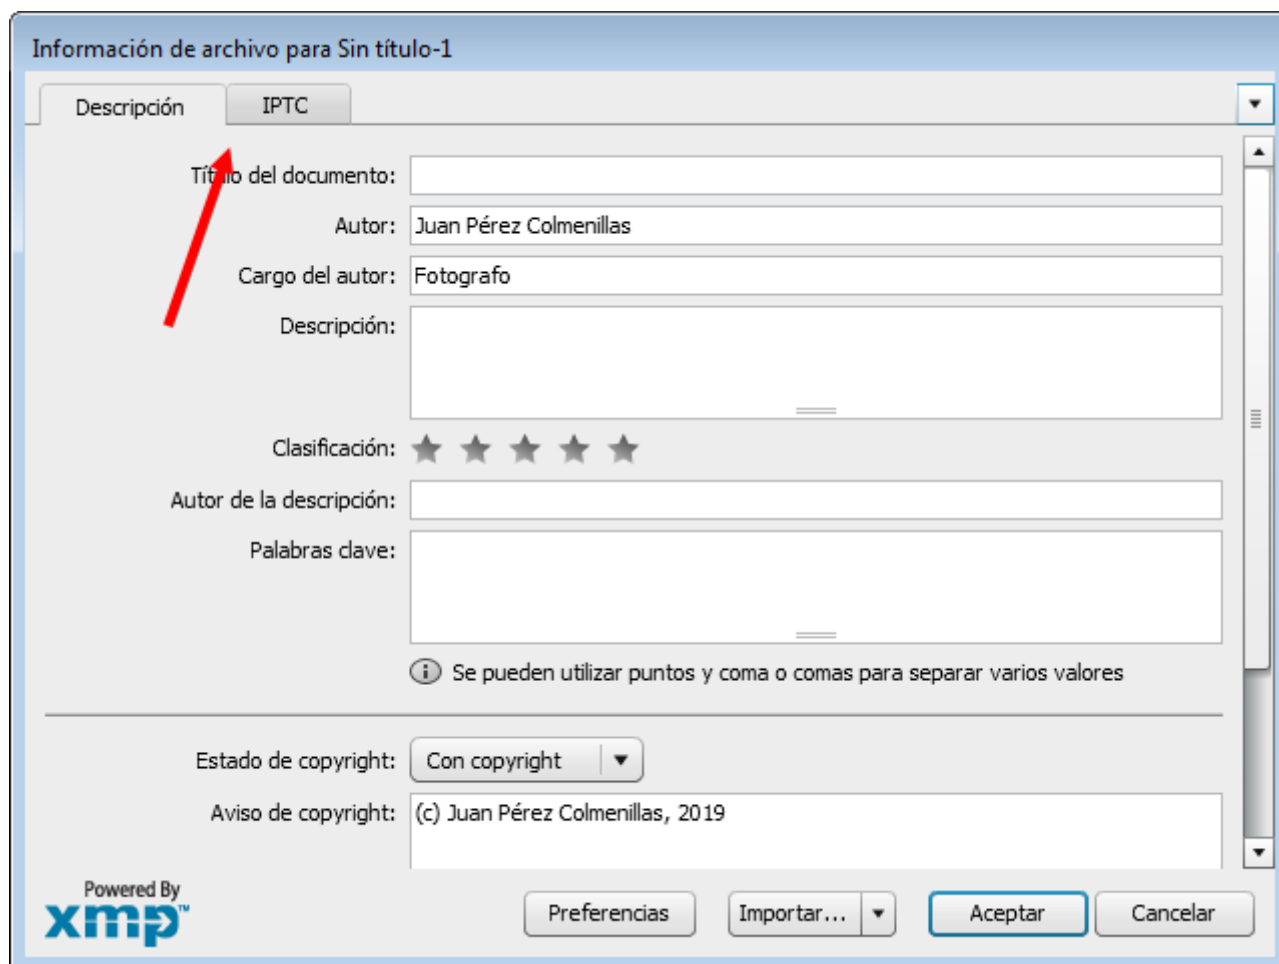 Información de archivo para Sin título-1
Descripción IPTC
Título del documento:
Autor: Juan Pérez Colmenillas
Cargo del autor: Fotografo
Descripción:
Clasificación:
Autor de la descripción:
Palabras clave:
Se pueden utilizar puntos y coma o comas para separar varios valores
Estado de copyright: Con copyright
Aviso de copyright: (c) Juan Pérez Colmenillas, 2019
Powered By
xmp™
Preferencias Importar... Aceptar Cancelar